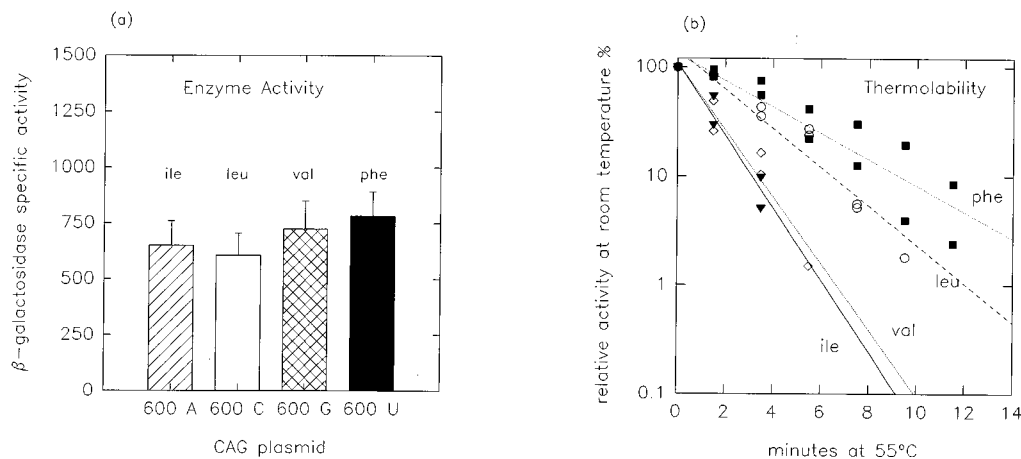 (a)
Enzyme Activity
β-galactosidase specific activity
1500
1250
1000
750
500
250
0
ile
leu
val
phe
600 A
600 C
600 G
600 U
CAG plasmid
(b)
Thermolability
relative activity at room temperature %
100
10
1
0.1
phe
leu
val
ile
0
2
4
6
8
10
12
14
minutes at 55°C